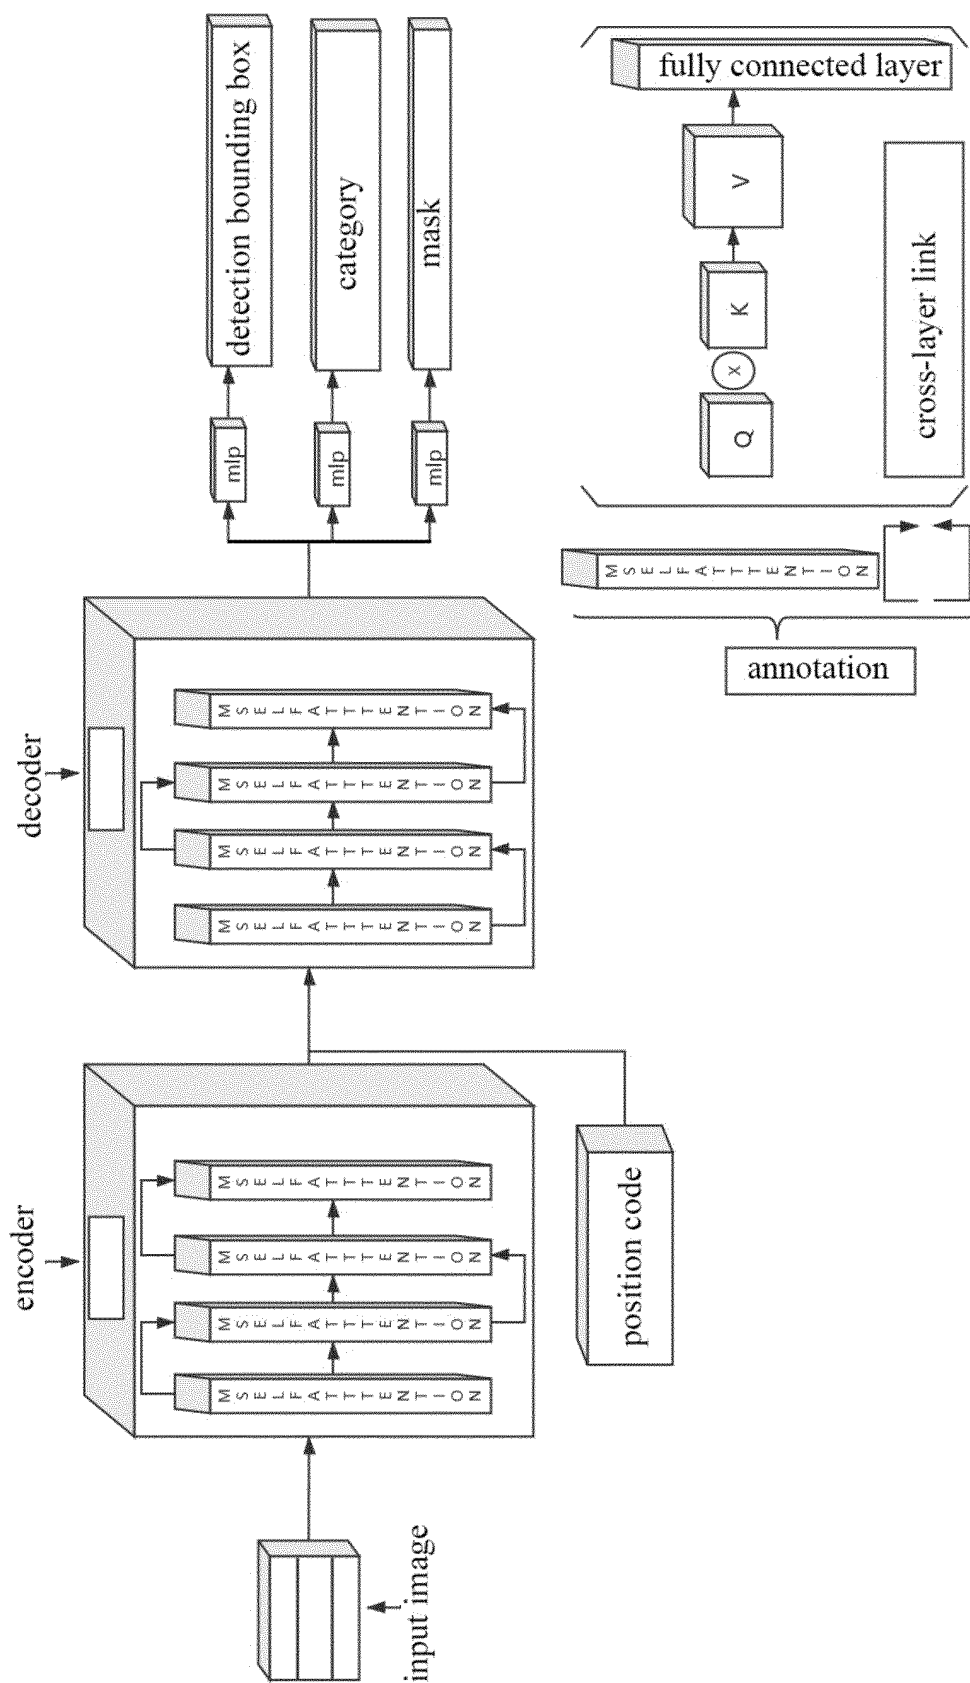 encoder
decoder
input image
MSELFATTTENTION
MSELFATTTENTION
MSELFATTTENTION
MSELFATTTENTION
MSELFATTTENTION
MSELFATTTENTION
MSELFATTTENTION
MSELFATTTENTION
mlp
detection bounding box
mlp
category
mlp
mask
position code
annotation
MSELFATTTENTION
Q
x
K
V
fully connected layer
cross-layer link